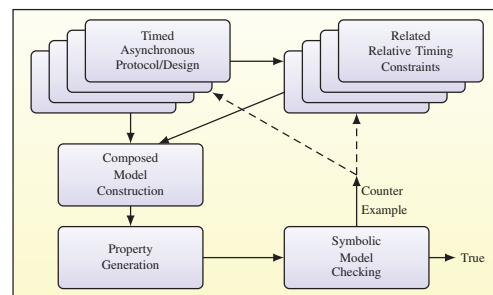 Timed
Asynchronous
Protocol/Design
Related
Relative Timing
Constraints
Composed
Model
Construction
Counter
Example
Property
Generation
Symbolic
Model
Checking
True